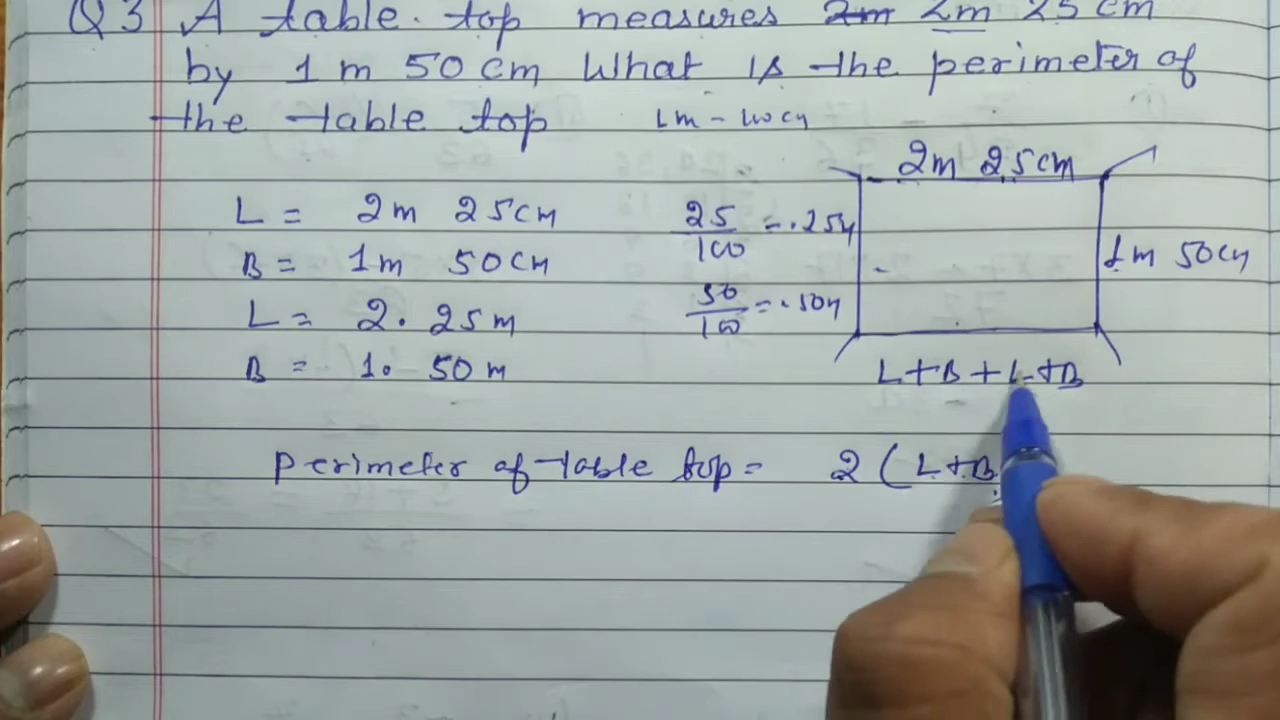 Q 3 A table top measures 2m 2m 25 cm
by 1 m 50 cm What is the perimeter of
the table top 1m - 100cm
2m 25cm
L = 2m 25cm 25/100 = .25m
1m 50cm
B = 1m 50cm
50/100 = .50m
L = 2. 25m
B = 1. 50m
L+B+L+B
Perimeter of table top = 2 (L+B